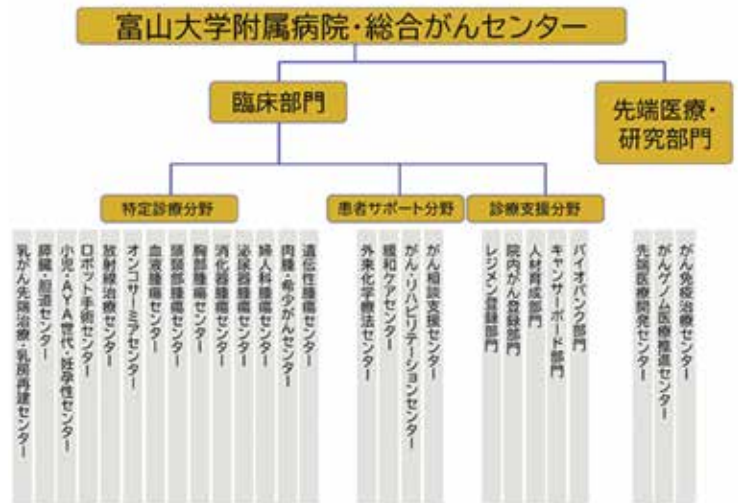 富山大学附属病院・総合がんセンター
臨床部門
先端医療・
研究部門
特定診療分野
患者サポート分野
診療支援分野
遺伝性腫瘍センター
肉腫・希少がんセンター
婦人科腫瘍センター
泌尿器腫瘍センター
消化器腫瘍センター
胸部腫瘍センター
頭頸部腫瘍センター
血液腫瘍センター
オンコサーミアセンター
放射線治療センター
ロボット手術センター
小児・AYA世代・妊孕性センター
膵臓・胆道センター
乳がん先端治療・乳房再建センター
がん相談支援センター
がん・リハビリテーションセンター
緩和ケアセンター
外来化学療法センター
バイオバンク部門
キャンサーボード部門
人材育成部門
院内がん登録部門
レジメン登録部門
がん免疫治療センター
がんゲノム医療推進センター
先端医療開発センター